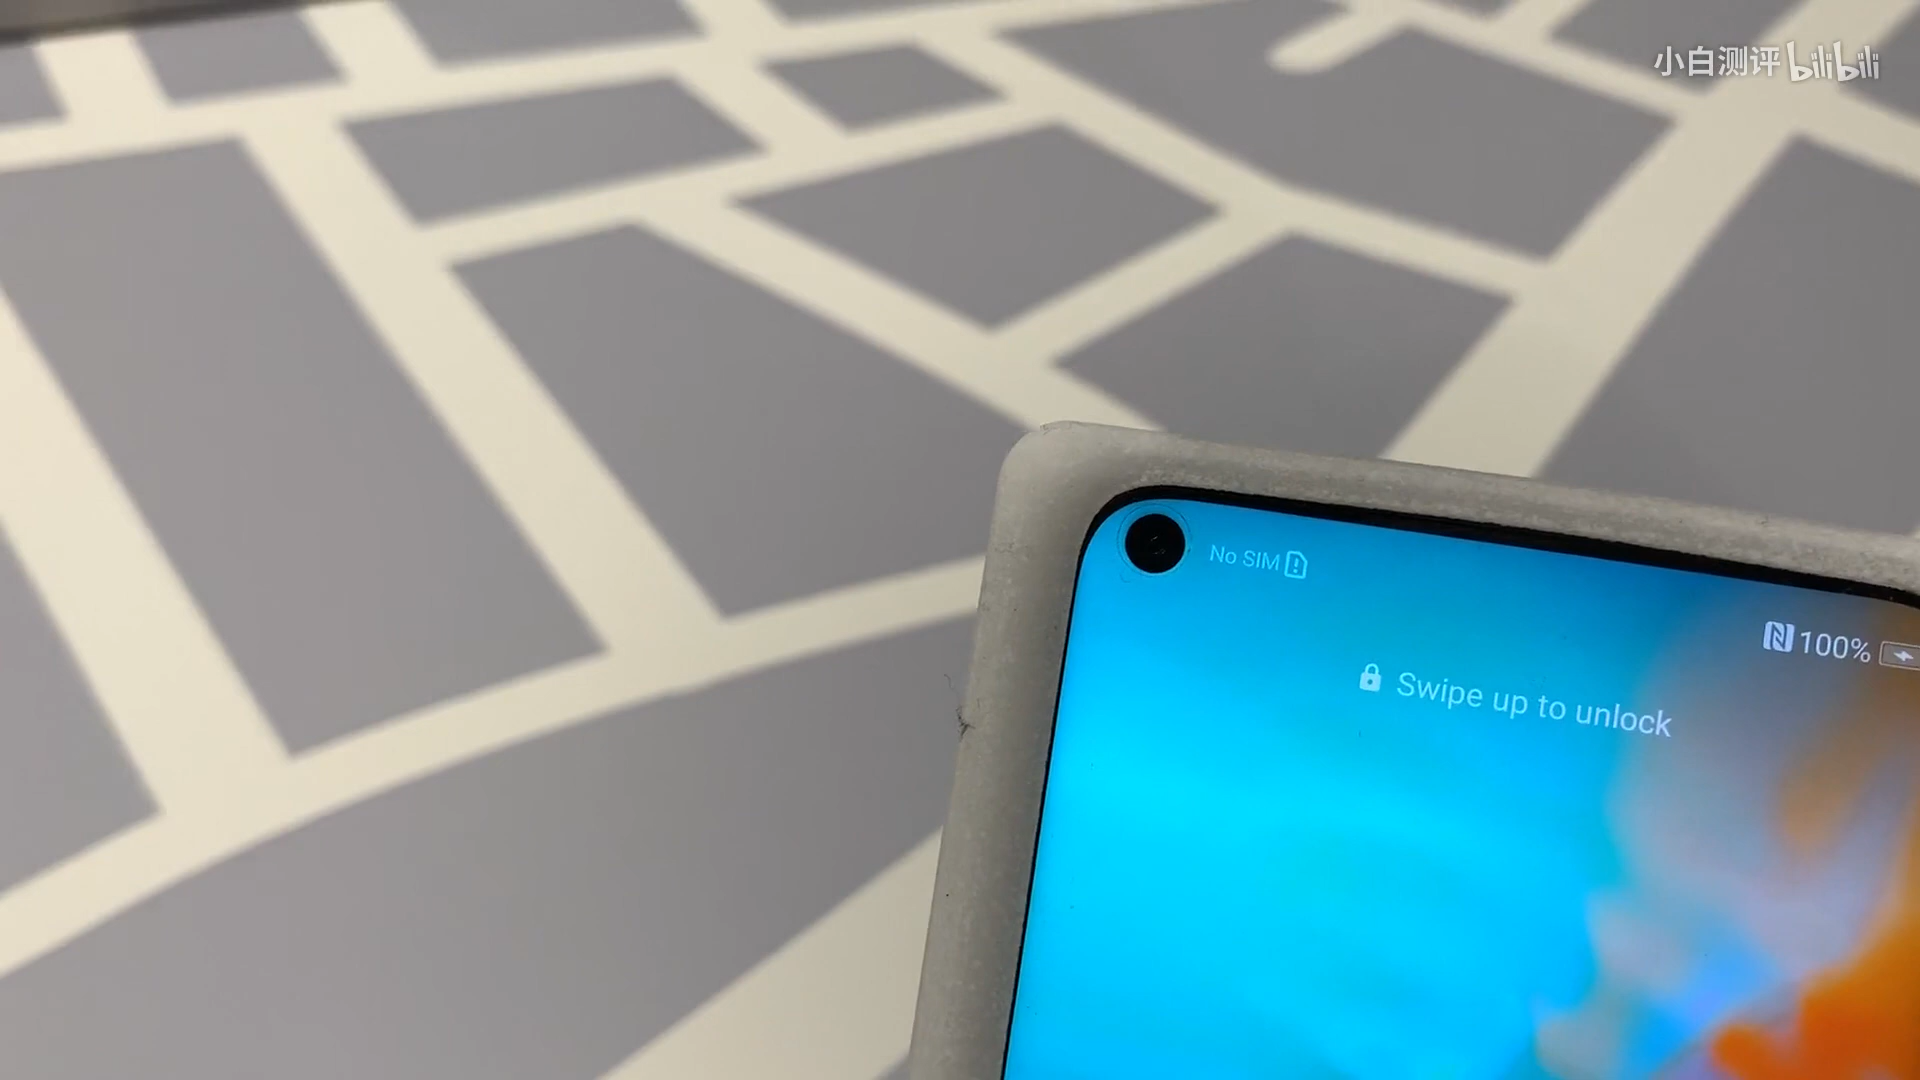 小白测评 bilibili
No SIM
100%
Swipe up to unlock